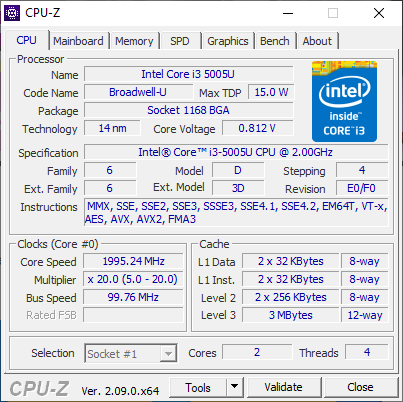 CPU-Z
CPU Mainboard Memory SPD Graphics Bench About
Processor
Name Intel Core i3 5005U
Code Name Broadwell-U Max TDP 15.0 W
Package Socket 1168 BGA
Technology 14 nm Core Voltage 0.812 V
intel
inside™
CORE™ i3
Specification Intel® Core™ i3-5005U CPU @ 2.00GHz
Family 6 Model D Stepping 4
Ext. Family 6 Ext. Model 3D Revision E0/F0
Instructions MMX, SSE, SSE2, SSE3, SSSE3, SSE4.1, SSE4.2, EM64T, VT-x,
AES, AVX, AVX2, FMA3
Clocks (Core #0)
Core Speed 1995.24 MHz
Multiplier x 20.0 (5.0 - 20.0)
Bus Speed 99.76 MHz
Rated FSB
Cache
L1 Data 2 x 32 KBytes 8-way
L1 Inst. 2 x 32 KBytes 8-way
Level 2 2 x 256 KBytes 8-way
Level 3 3 MBytes 12-way
Selection Socket #1 Cores 2 Threads 4
CPU-Z Ver. 2.09.0.x64 Tools Validate Close